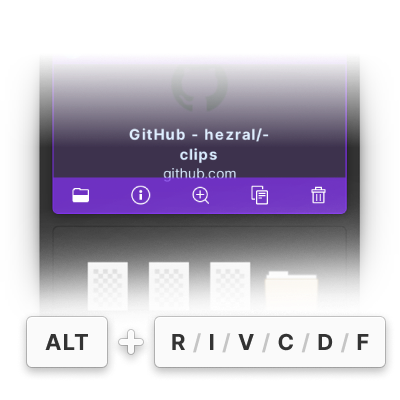 GitHub - hezral/-
clips
github.com
ALT + R / I / V / C / D / F